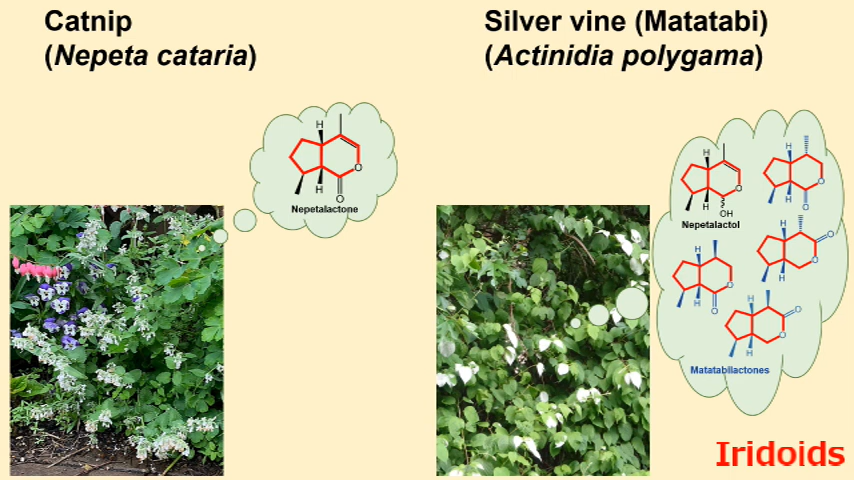 Catnip
(Nepeta cataria)
Silver vine (Matatabi)
(Actinidia polygama)
H
O
H
O
Nepetalactone
H
O
H
OH
Nepetalactol
H
O
H
O
H
O
H
O
H
O
H
O
H
O
H
O
Matatabilactones
Iridoids